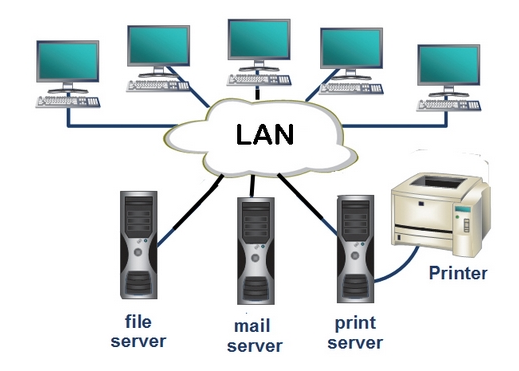 LAN
Printer
file
server
mail
server
print
server